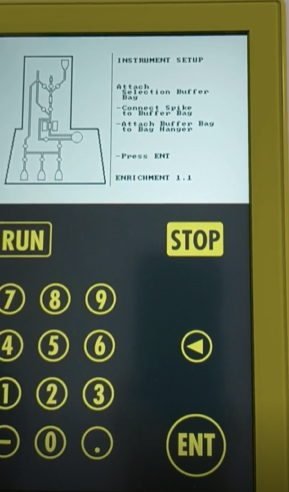 INSTRUMENT SETUP
Attach
Selection Buffer
Bag
-Connect Spike
to Buffer Bag
-Attach Buffer Bag
to Bag Hanger
-Press ENT
ENRICHMENT 1.1
RUN STOP
7 8 9
4 5 6
1 2 3
- 0 .
ENT